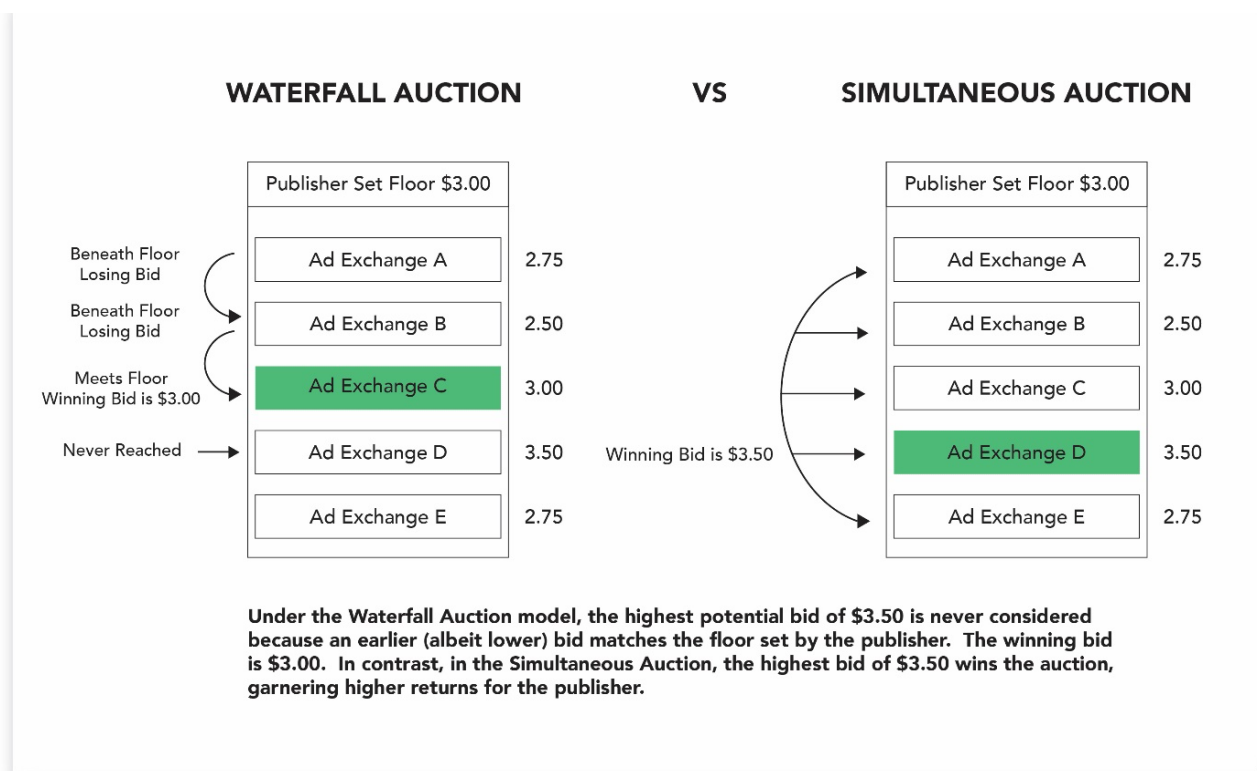 WATERFALL AUCTION
VS
SIMULTANEOUS AUCTION
Publisher Set Floor $3.00
Beneath Floor
Losing Bid
Ad Exchange A
2.75
Beneath Floor
Losing Bid
Ad Exchange B
2.50
Meets Floor
Winning Bid is $3.00
Ad Exchange C
3.00
Never Reached
Ad Exchange D
3.50
Ad Exchange E
2.75
Publisher Set Floor $3.00
Ad Exchange A
2.75
Ad Exchange B
2.50
Ad Exchange C
3.00
Winning Bid is $3.50
Ad Exchange D
3.50
Ad Exchange E
2.75
Under the Waterfall Auction model, the highest potential bid of $3.50 is never considered
because an earlier (albeit lower) bid matches the floor set by the publisher. The winning bid
is $3.00. In contrast, in the Simultaneous Auction, the highest bid of $3.50 wins the auction,
garnering higher returns for the publisher.